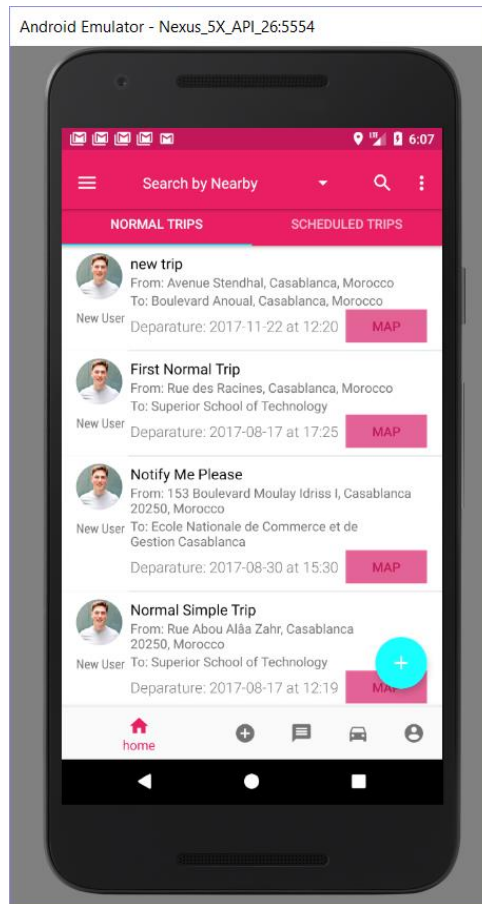 Android Emulator - Nexus_5X_API_26:5554
6:07
Search by Nearby
NORMAL TRIPS
SCHEDULED TRIPS
new trip
From: Avenue Stendhal, Casablanca, Morocco
To: Boulevard Anoual, Casablanca, Morocco
New User
Deparature: 2017-11-22 at 12:20
MAP
First Normal Trip
From: Rue des Racines, Casablanca, Morocco
To: Superior School of Technology
New User
Deparature: 2017-08-17 at 17:25
MAP
Notify Me Please
From: 153 Boulevard Moulay Idriss I, Casablanca
20250, Morocco
New User
To: Ecole Nationale de Commerce et de
Gestion Casablanca
Deparature: 2017-08-30 at 15:30
MAP
Normal Simple Trip
From: Rue Abou Alâa Zahr, Casablanca
20250, Morocco
New User
To: Superior School of Technology
Deparature: 2017-08-17 at 12:19
MAP
home